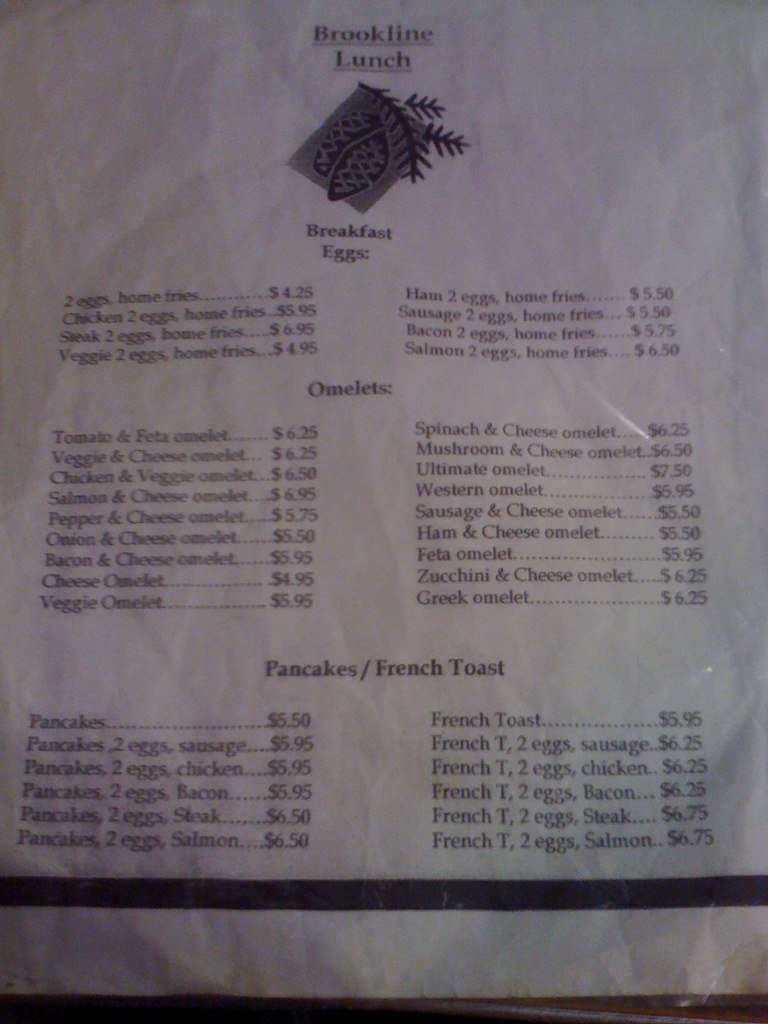 Brookline
Lunch
Breakfast
Eggs:
2 eggs, home fries............$ 4.25
Chicken 2 eggs, home fries..$5.95
Steak 2 eggs, home fries.....$ 6.95
Veggie 2 eggs, home fries....$ 4.95
Ham 2 eggs, home fries....... $ 5.50
Sausage 2 eggs, home fries... $ 5.50
Bacon 2 eggs, home fries......$ 5.75
Salmon 2 eggs, home fries.... $ 6.50
Omelets:
Tomato & Feta omelet........ $ 6.25
Veggie & Cheese omelet... $ 6.25
Chicken & Veggie omelet...$ 6.50
Salmon & Cheese omelet....$ 6.95
Pepper & Cheese omelet.....$ 5.75
Onion & Cheese omelet......$5.50
Bacon & Cheese omelet......$5.95
Cheese Omelet................ $4.95
Veggie Omelet................. $5.95
Spinach & Cheese omelet..... $6.25
Mushroom & Cheese omelet..$6.50
Ultimate omelet................ $7.50
Western omelet.................$5.95
Sausage & Cheese omelet......$5.50
Ham & Cheese omelet......... $5.50
Feta omelet.......................$5.95
Zucchini & Cheese omelet.....$ 6.25
Greek omelet.....................$ 6.25
Pancakes / French Toast
Pancakes.........................$5.50
Pancakes ,2 eggs, sausage....$5.95
Pancakes, 2 eggs, chicken....$5.95
Pancakes, 2 eggs, Bacon......$5.95
Pancakes, 2 eggs, Steak.......$6.50
Pancakes, 2 eggs, Salmon....$6.50
French Toast..................$5.95
French T, 2 eggs, sausage..$6.25
French T, 2 eggs, chicken.. $6.25
French T, 2 eggs, Bacon... $6.25
French T, 2 eggs, Steak.... $6.75
French T, 2 eggs, Salmon.. $6.75